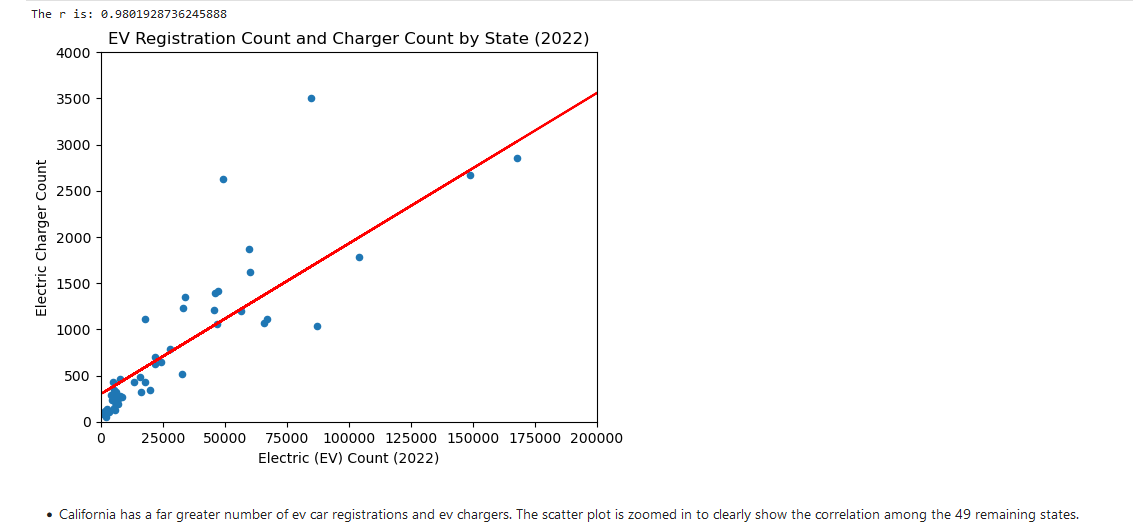 The r is: 0.9801928736245888
EV Registration Count and Charger Count by State (2022)
4000
3500
3000
2500
2000
1500
1000
500
0
Electric Charger Count
0 25000 50000 75000 100000 125000 150000 175000 200000
Electric (EV) Count (2022)
• California has a far greater number of ev car registrations and ev chargers. The scatter plot is zoomed in to clearly show the correlation among the 49 remaining states.